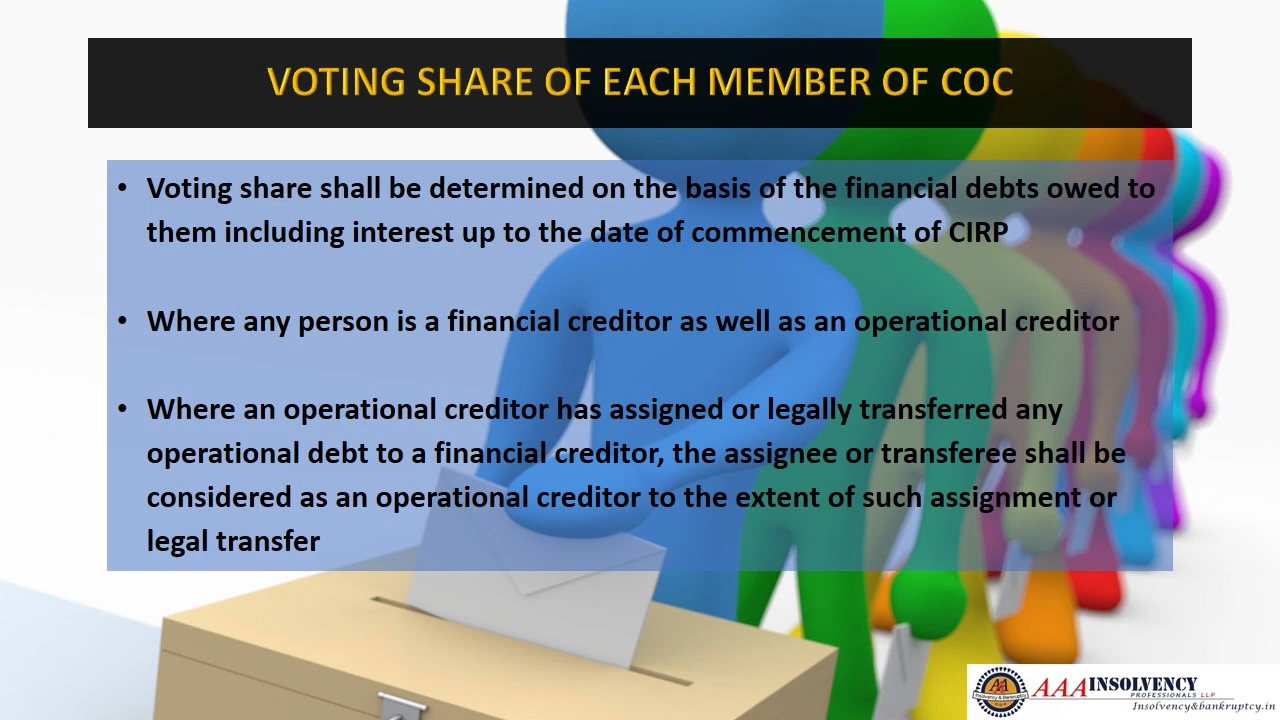 VOTING SHARE OF EACH MEMBER OF COC
• Voting share shall be determined on the basis of the financial debts owed to
them including interest up to the date of commencement of CIRP
• Where any person is a financial creditor as well as an operational creditor
• Where an operational creditor has assigned or legally transferred any
operational debt to a financial creditor, the assignee or transferee shall be
considered as an operational creditor to the extent of such assignment or
legal transfer
AAA INSOLVENCY
PROFESSIONALS LLP
Insolvency&bankruptcy.in